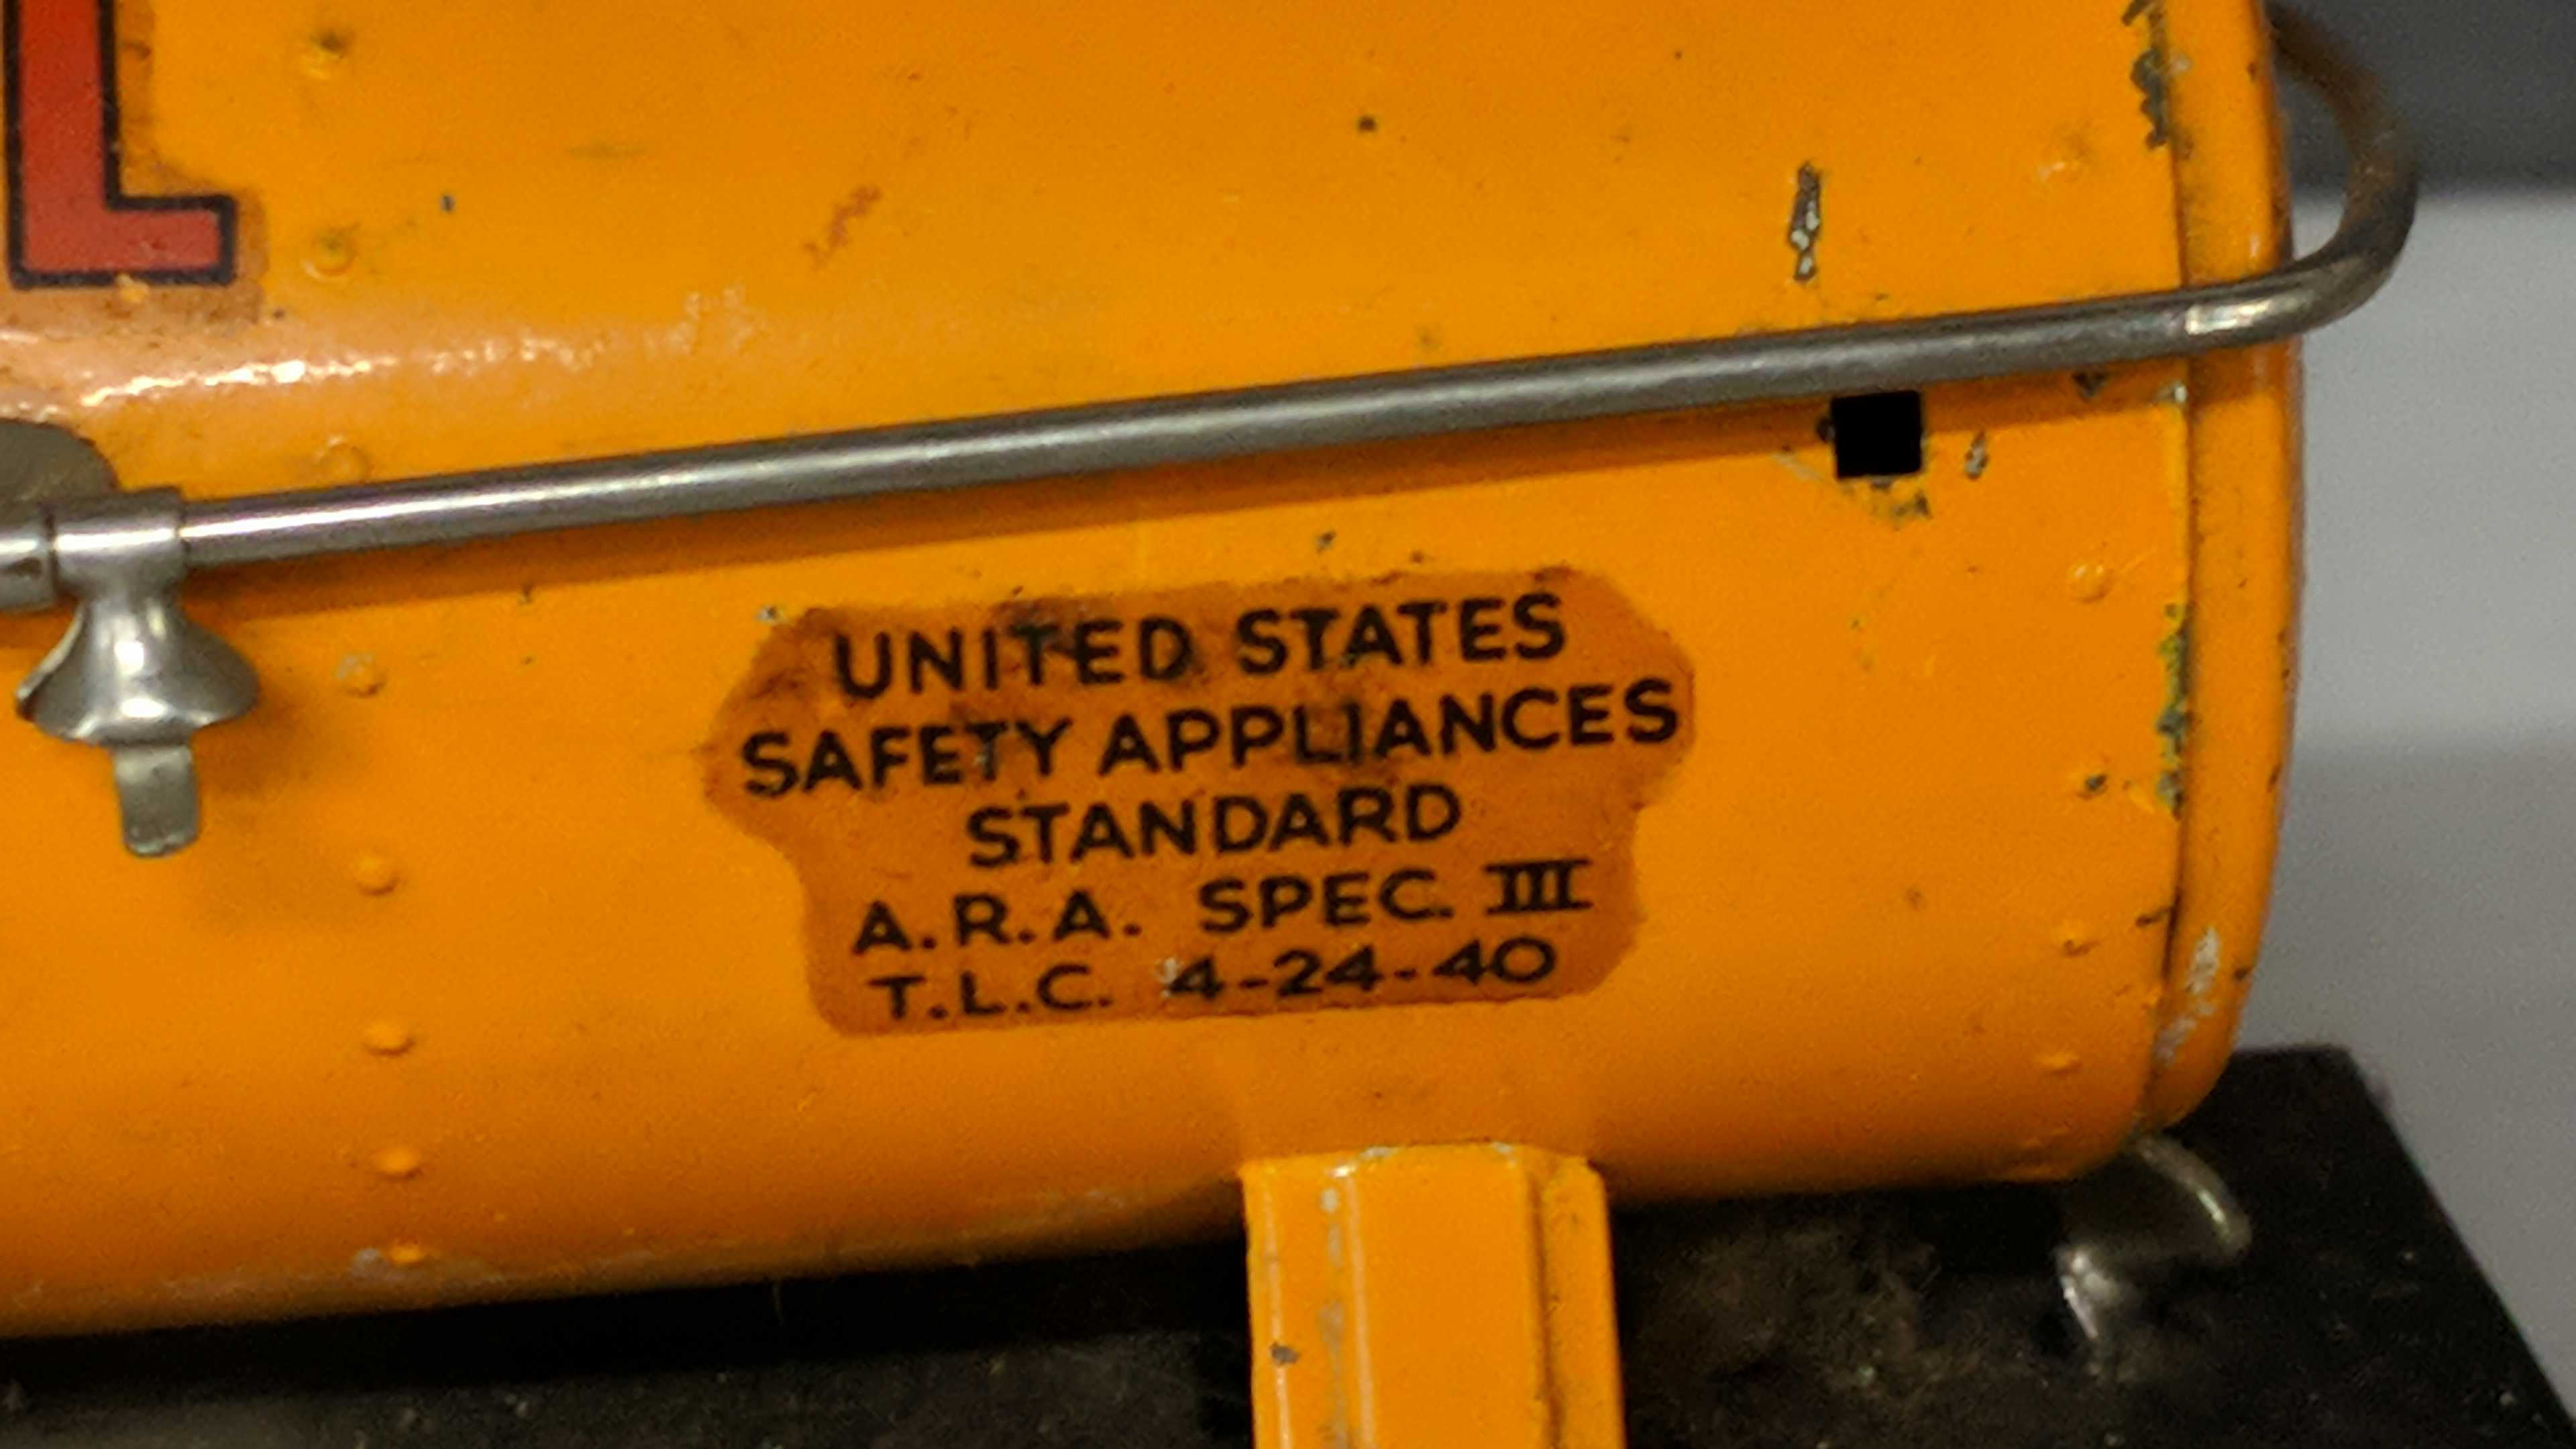 L
UNITED STATES
SAFETY APPLIANCES
STANDARD
A.R.A. SPEC. III
T.L.C. 4-24-40